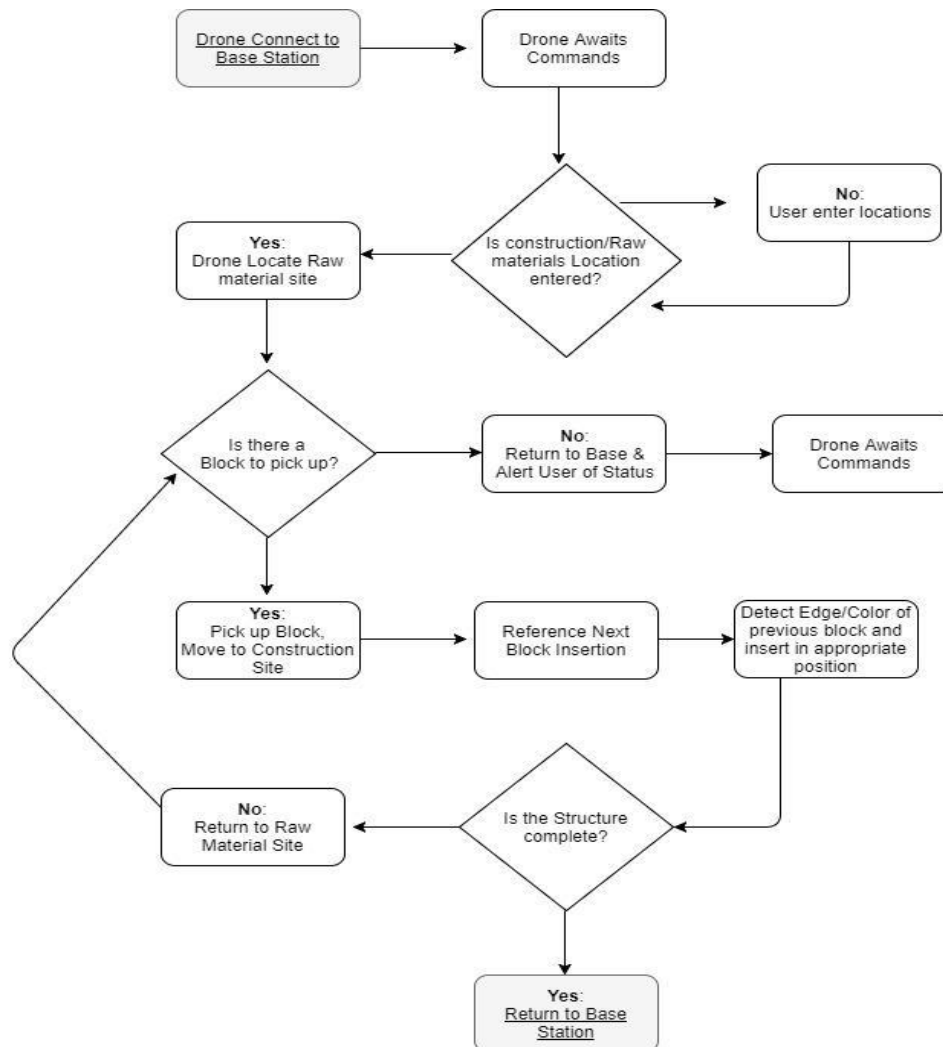 Drone Connect to
Base Station
Drone Awaits
Commands
No:
User enter locations
Is construction/Raw
materials Location
entered?
Yes:
Drone Locate Raw
material site
Is there a
Block to pick up?
No:
Return to Base &
Alert User of Status
Drone Awaits
Commands
Yes:
Pick up Block,
Move to Construction
Site
Reference Next
Block Insertion
Detect Edge/Color of
previous block and
insert in appropriate
position
Is the Structure
complete?
No:
Return to Raw
Material Site
Yes:
Return to Base
Station